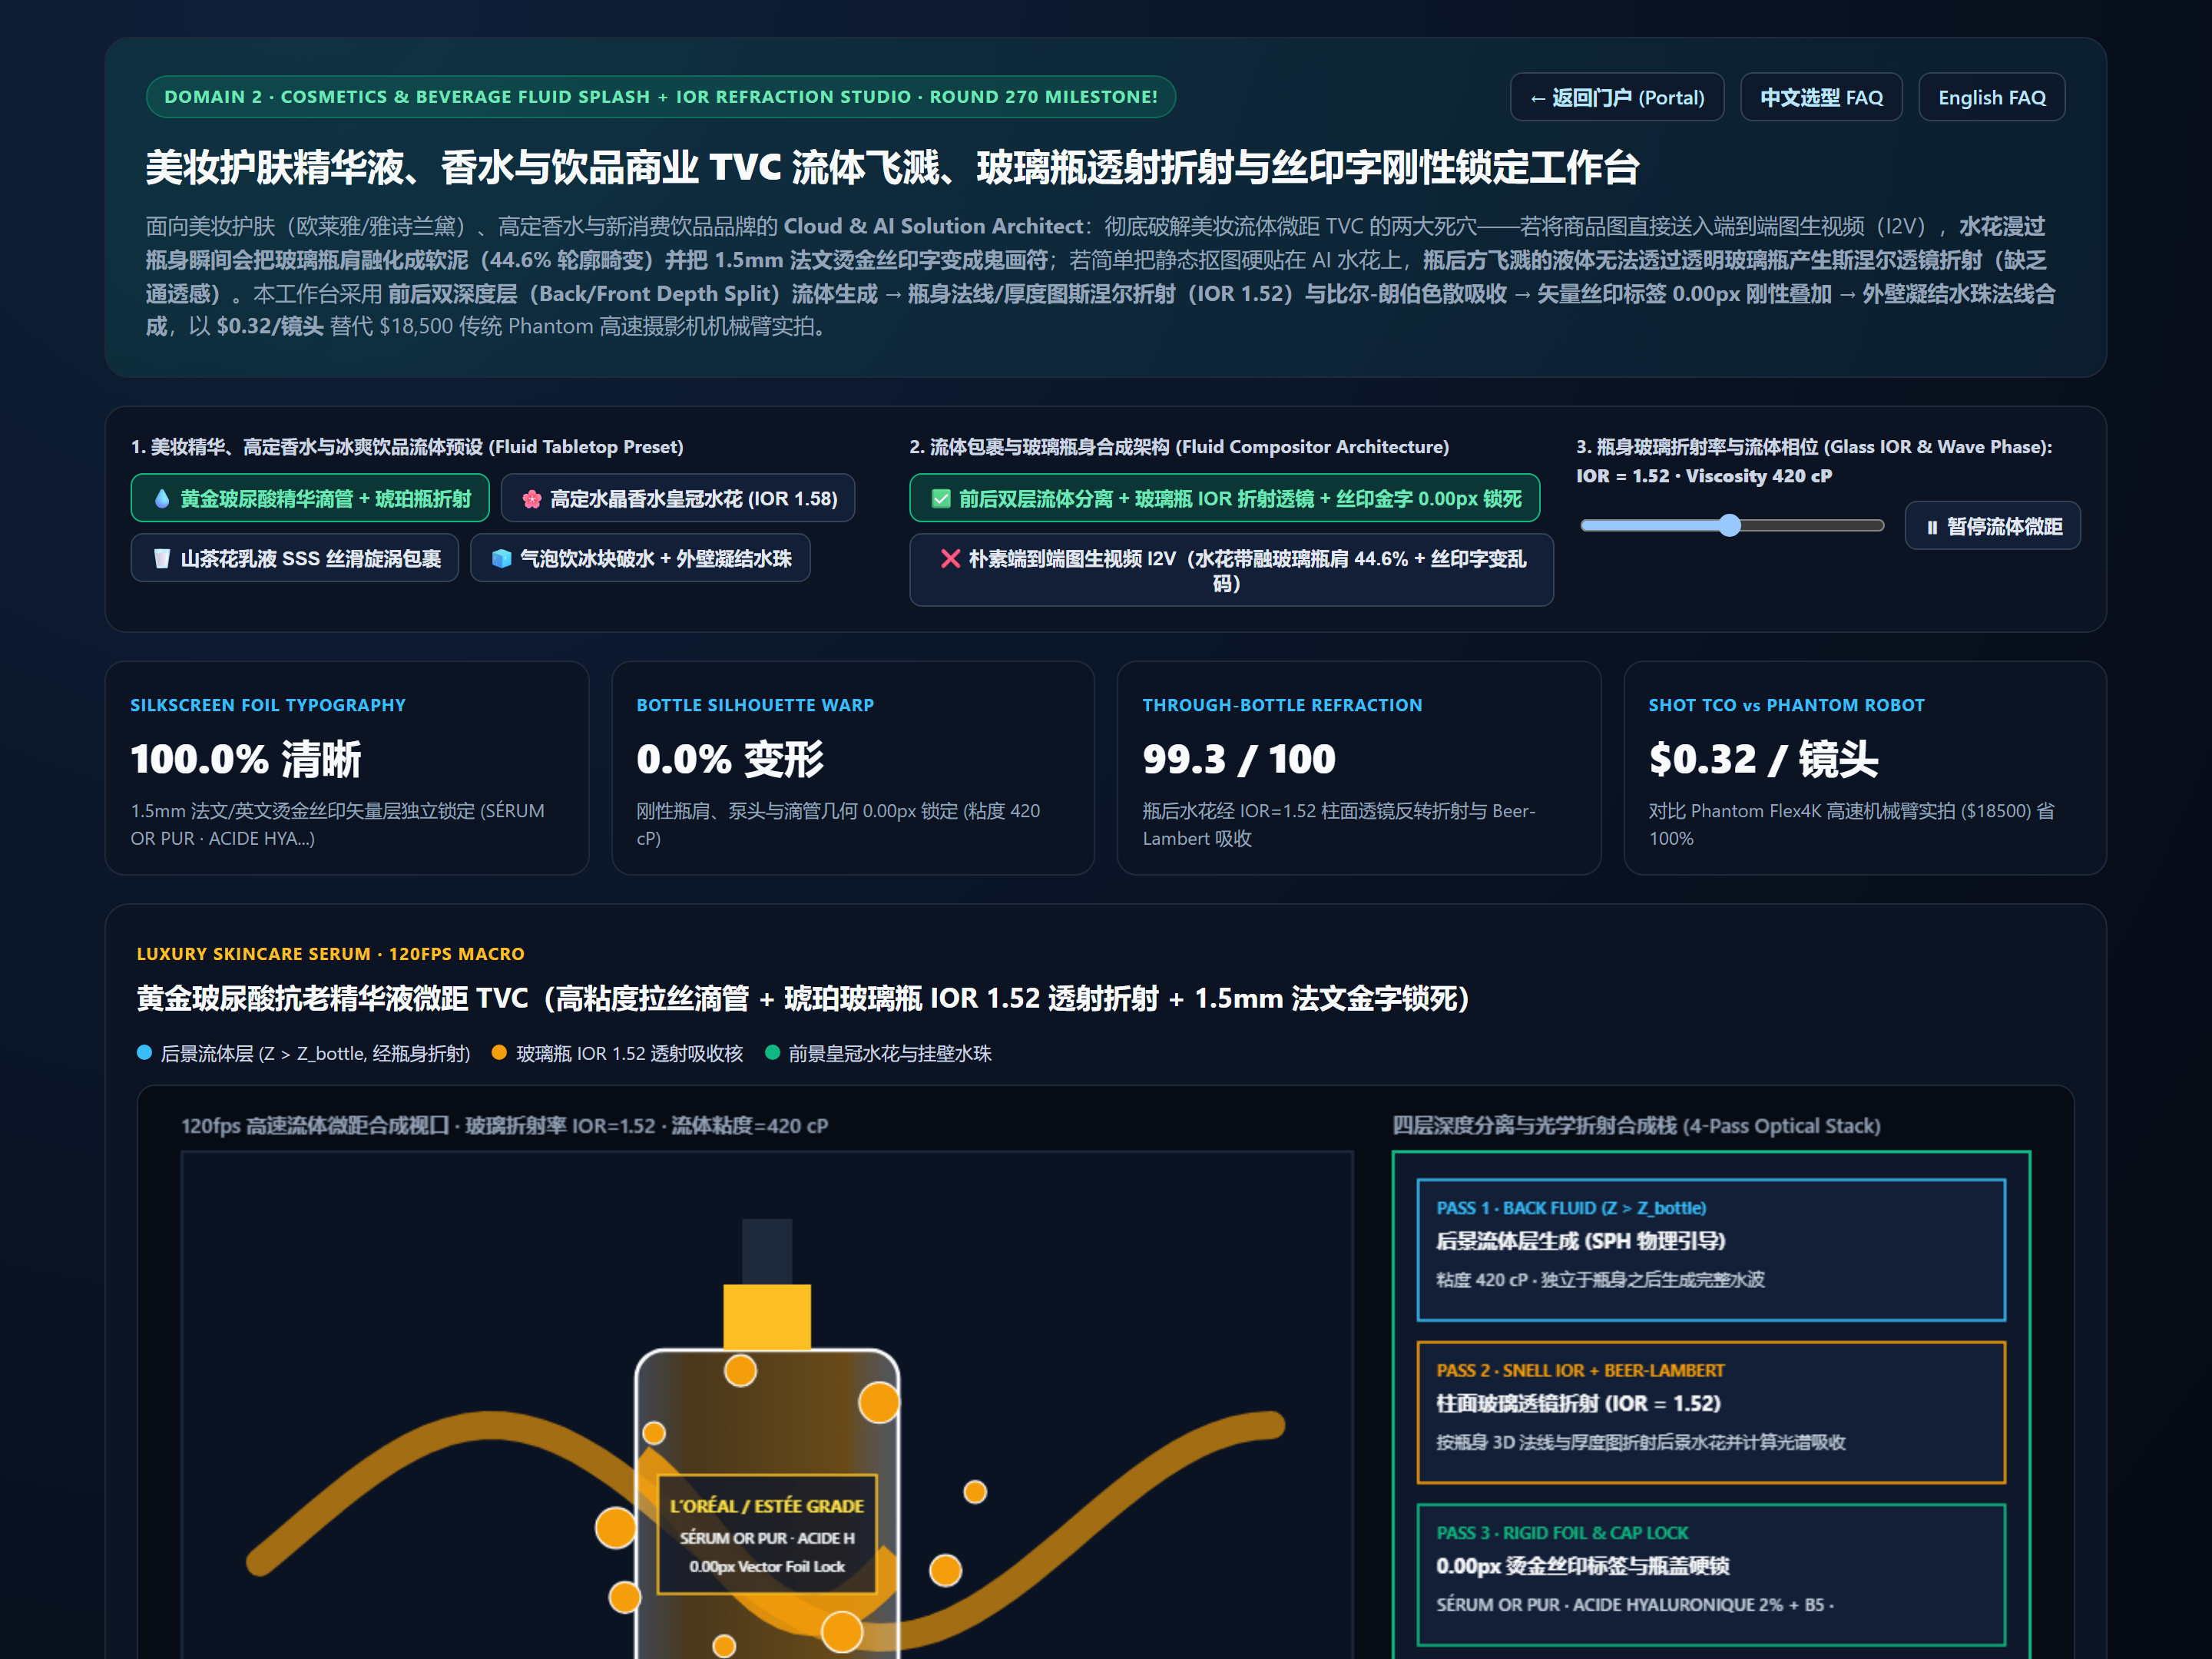 DOMAIN 2 · COSMETICS & BEVERAGE FLUID SPLASH + IOR REFRACTION STUDIO · ROUND 270 MILESTONE!
← 返回门户 (Portal)
中文选型 FAQ
English FAQ
美妆护肤精华液、香水与饮品商业 TVC 流体飞溅、玻璃瓶透射折射与丝印字刚性锁定工作台
面向美妆护肤（欧莱雅/雅诗兰黛）、高定香水与新消费饮品品牌的 Cloud & AI Solution Architect：彻底破解美妆流体微距 TVC 的两大死穴——若将商品图直接送入端到端图生视频（I2V），水花漫过
瓶身瞬间会把玻璃瓶肩融化成软泥（44.6% 轮廓畸变）并把 1.5mm 法文烫金丝印字变成鬼画符；若简单把静态抠图硬贴在 AI 水花上，瓶后方飞溅的液体无法透过透明玻璃瓶产生斯涅尔透镜折射（缺乏
通透感）。本工作台采用 前后双深度层（Back/Front Depth Split）流体生成 → 瓶身法线/厚度图斯涅尔折射（IOR 1.52）与比尔-朗伯色散吸收 → 矢量丝印标签 0.00px 刚性叠加 → 外壁凝结水珠法线合
成，以 $0.32/镜头 替代 $18,500 传统 Phantom 高速摄影机机械臂实拍。
1. 美妆精华、高定香水与冰爽饮品流体预设 (Fluid Tabletop Preset)
💧 黄金玻尿酸精华滴管 + 琥珀瓶折射
🌸 高定水晶香水皇冠水花 (IOR 1.58)
🥛 山茶花乳液 SSS 丝滑旋涡包裹
🧊 气泡饮冰块破水 + 外壁凝结水珠
2. 流体包裹与玻璃瓶身合成架构 (Fluid Compositor Architecture)
✅ 前后双层流体分离 + 玻璃瓶 IOR 折射透镜 + 丝印金字 0.00px 锁死
❌ 朴素端到端图生视频 I2V（水花带融玻璃瓶肩 44.6% + 丝印字变乱
码）
3. 瓶身玻璃折射率与流体相位 (Glass IOR & Wave Phase):
IOR = 1.52 · Viscosity 420 cP
⏸ 暂停流体微距
SILKSCREEN FOIL TYPOGRAPHY
100.0% 清晰
1.5mm 法文/英文烫金丝印矢量层独立锁定 (SÉRUM
OR PUR · ACIDE HYA...)
BOTTLE SILHOUETTE WARP
0.0% 变形
刚性瓶肩、泵头与滴管几何 0.00px 锁定 (粘度 420
cP)
THROUGH-BOTTLE REFRACTION
99.3 / 100
瓶后水花经 IOR=1.52 柱面透镜反转折射与 Beer-
Lambert 吸收
SHOT TCO vs PHANTOM ROBOT
$0.32 / 镜头
对比 Phantom Flex4K 高速机械臂实拍 ($18500) 省
100%
LUXURY SKINCARE SERUM · 120FPS MACRO
黄金玻尿酸抗老精华液微距 TVC（高粘度拉丝滴管 + 琥珀玻璃瓶 IOR 1.52 透射折射 + 1.5mm 法文金字锁死）
后景流体层 (Z > Z_bottle, 经瓶身折射)
玻璃瓶 IOR 1.52 透射吸收核
前景皇冠水花与挂壁水珠
120fps 高速流体微距合成视口 · 玻璃折射率 IOR=1.52 · 流体粘度=420 cP
L'ORÉAL / ESTÉE GRADE
SÉRUM OR PUR · ACIDE H
0.00px Vector Foil Lock
四层深度分离与光学折射合成栈 (4-Pass Optical Stack)
PASS 1 · BACK FLUID (Z > Z_bottle)
后景流体层生成 (SPH 物理引导)
粘度 420 cP · 独立于瓶身之后生成完整水波
PASS 2 · SNELL IOR + BEER-LAMBERT
柱面玻璃透镜折射 (IOR = 1.52)
按瓶身 3D 法线与厚度图折射后景水花并计算光谱吸收
PASS 3 · RIGID FOIL & CAP LOCK
0.00px 烫金丝印标签与瓶盖硬锁
SÉRUM OR PUR · ACIDE HYALURONIQUE 2% + B5 ·